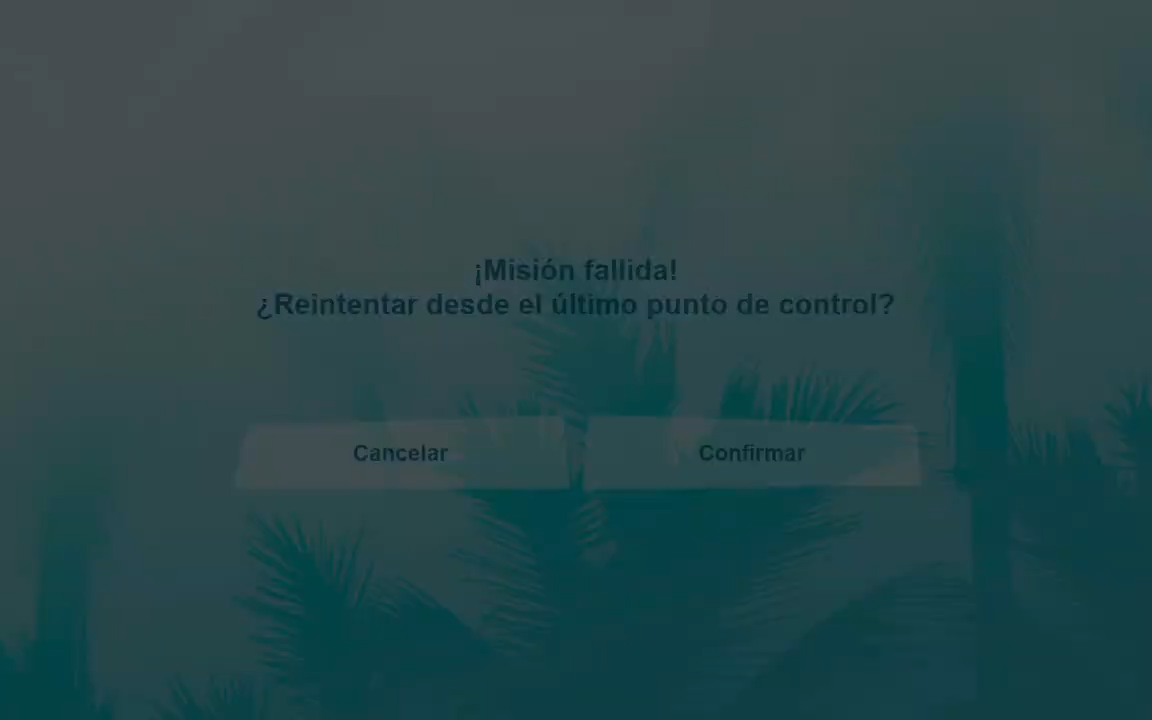 ¡Misión fallida!
¿Reintentar desde el último punto de control?
Cancelar
Confirmar